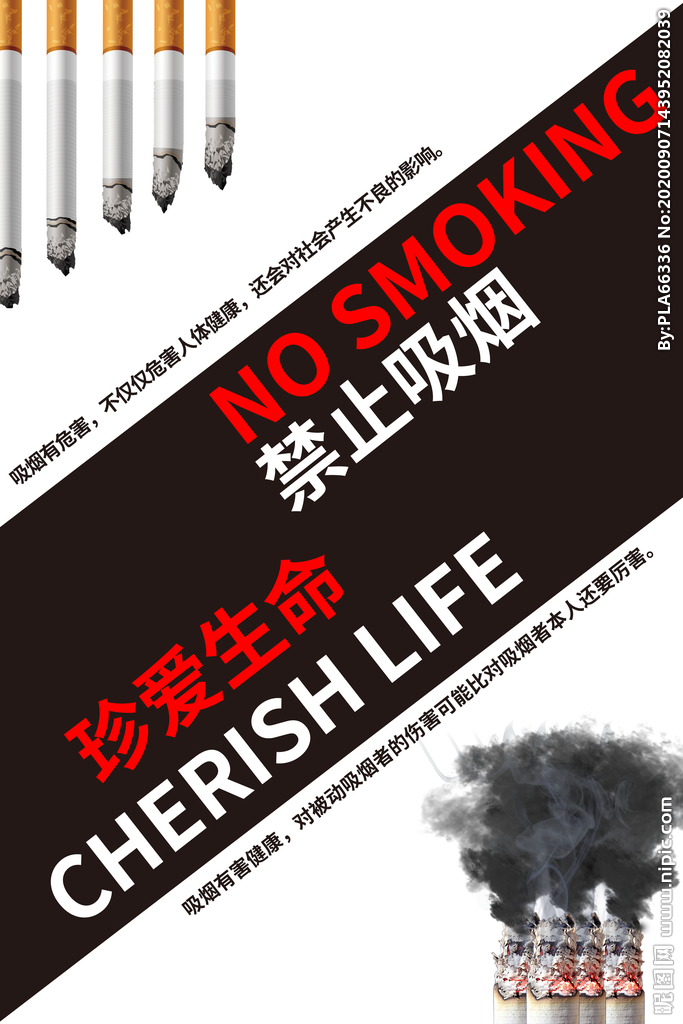 吸烟有危害，不仅仅危害人体健康，还会对社会产生不良的影响。
NO SMOKING
禁止吸烟
珍爱生命
CHERISH LIFE
吸烟有害健康，对被动吸烟者的伤害可能比对吸烟者本人还要厉害。
By:PLA66336 No:20200907143952082039
昵图网 www.nipic.com